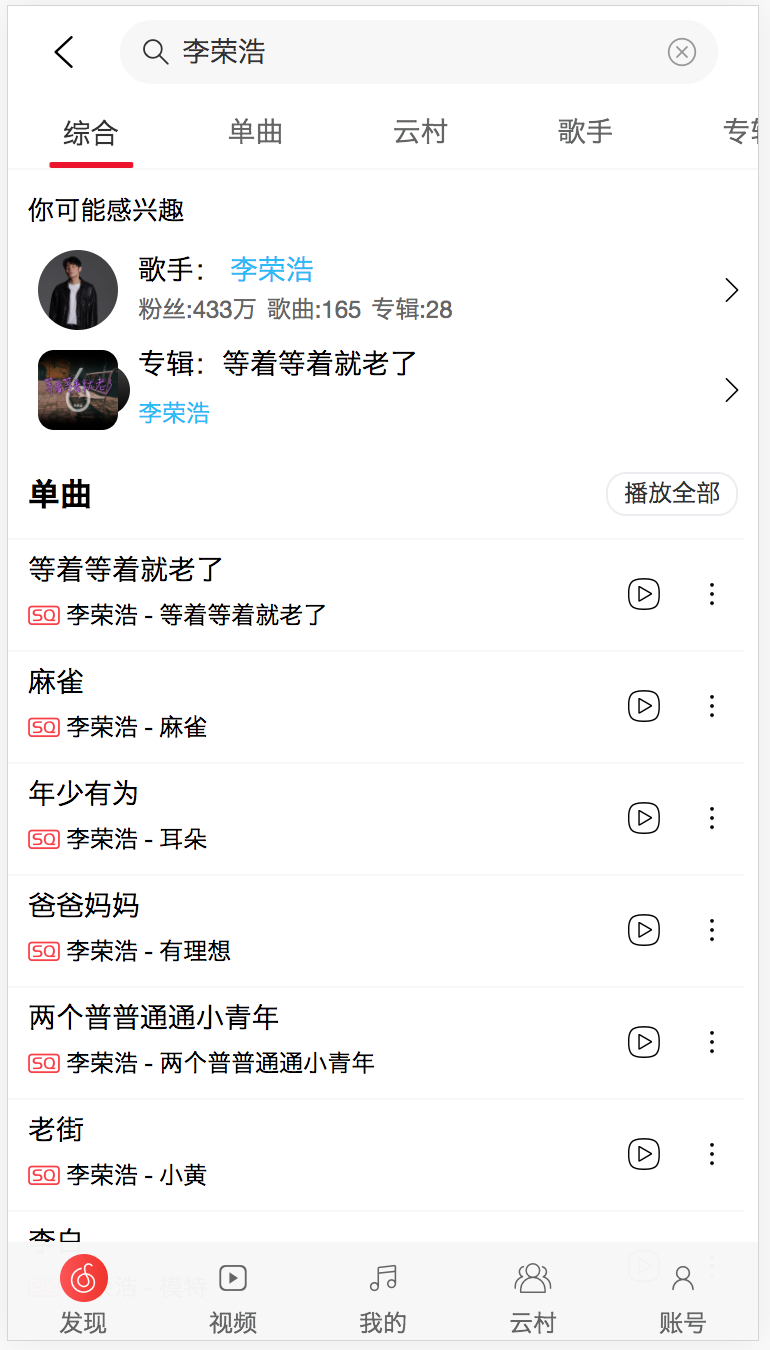 李荣浩
综合 单曲 云村 歌手 专辑
你可能感兴趣
歌手： 李荣浩
粉丝:433万 歌曲:165 专辑:28
专辑：等着等着就老了
李荣浩
单曲 播放全部
等着等着就老了
SQ 李荣浩 - 等着等着就老了
麻雀
SQ 李荣浩 - 麻雀
年少有为
SQ 李荣浩 - 耳朵
爸爸妈妈
SQ 李荣浩 - 有理想
两个普普通通小青年
SQ 李荣浩 - 两个普普通通小青年
老街
SQ 李荣浩 - 小黄
李白
荣浩 - 模特
发现 视频 我的 云村 账号